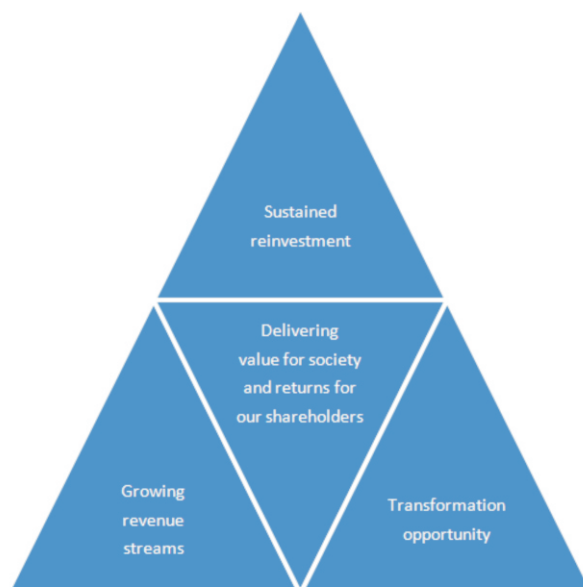 Sustained
reinvestment
Delivering
value for society
and returns for
our shareholders
Growing
revenue
streams
Transformation
opportunity